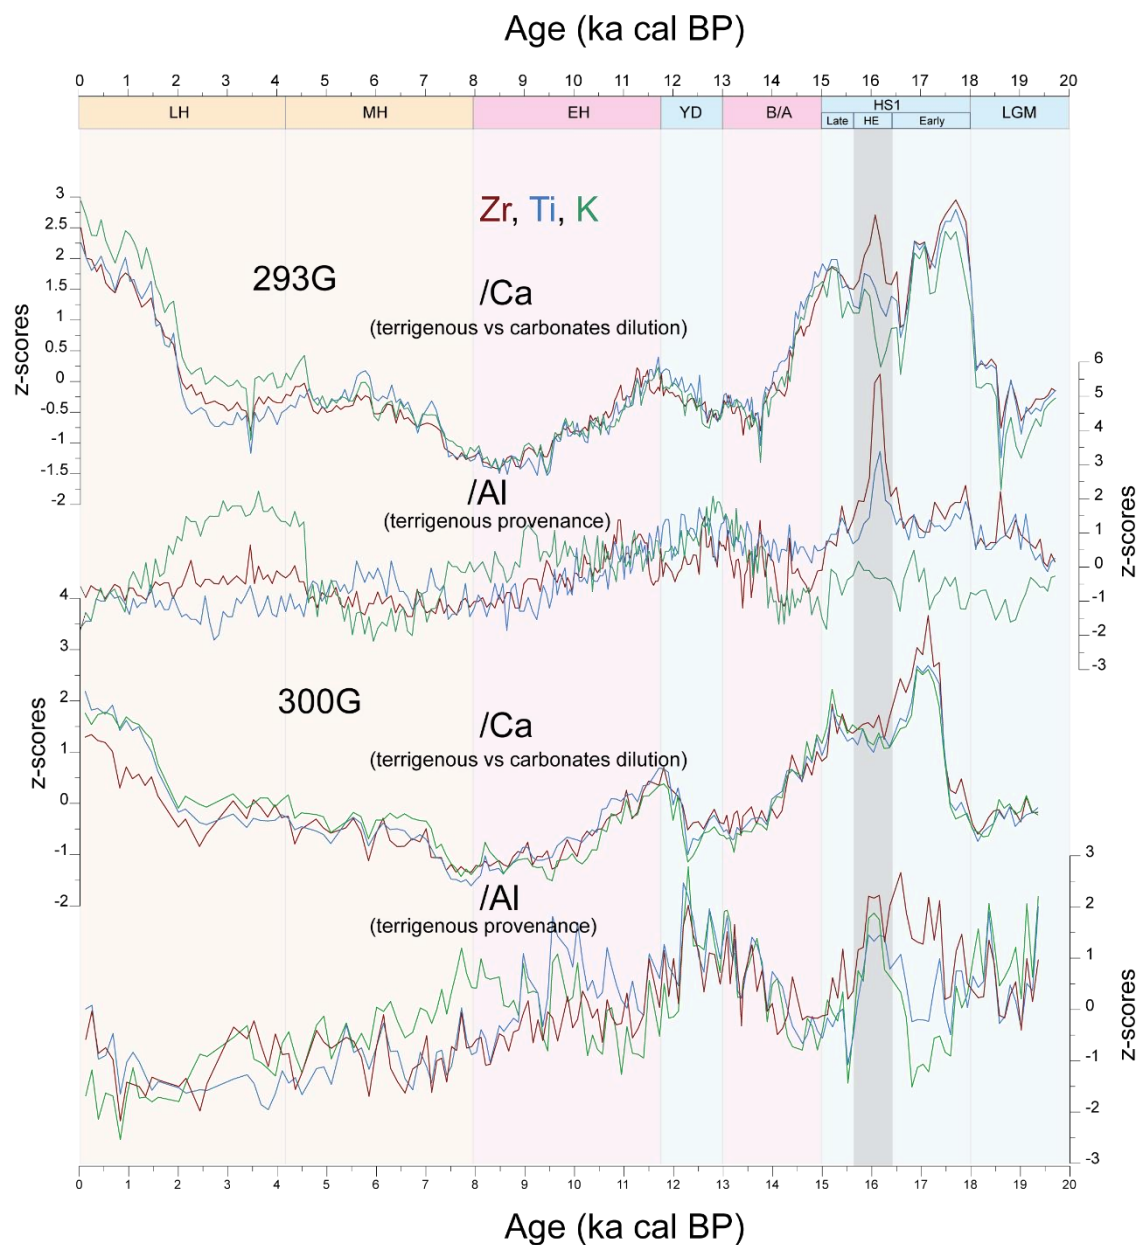 Age (ka cal BP)
0 1 2 3 4 5 6 7 8 9 10 11 12 13 14 15 16 17 18 19 20
LH MH EH YD B/A HS1 LGM
Late HE Early
Zr, Ti, K
293G
/Ca
(terrigenous vs carbonates dilution)
z-scores
3
2.5
2
1.5
1
0.5
0
-0.5
-1
-1.5
-2
/Al
(terrigenous provenance)
z-scores
6
5
4
3
2
1
0
-1
-2
-3
300G
/Ca
(terrigenous vs carbonates dilution)
z-scores
4
3
2
1
0
-1
-2
/Al
(terrigenous provenance)
z-scores
3
2
1
0
-1
-2
-3
0 1 2 3 4 5 6 7 8 9 10 11 12 13 14 15 16 17 18 19 20
Age (ka cal BP)